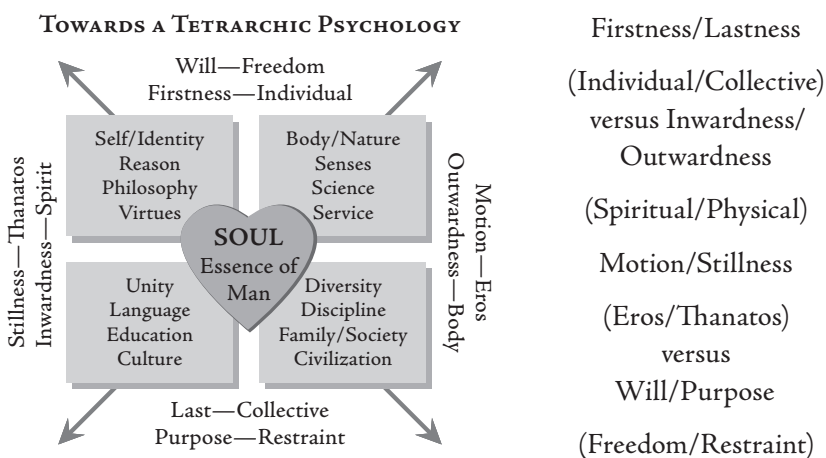 Towards a Tetrarchic Psychology
Will—Freedom
Firstness—Individual
Stillness—Thanatos
Inwardness—Spirit
Self/Identity
Reason
Philosophy
Virtues
Body/Nature
Senses
Science
Service
Motion—Eros
Outwardness—Body
SOUL
Essence of
Man
Unity
Language
Education
Culture
Diversity
Discipline
Family/Society
Civilization
Last—Collective
Purpose—Restraint
Firstness/Lastness
(Individual/Collective)
versus Inwardness/
Outwardness
(Spiritual/Physical)
Motion/Stillness
(Eros/Thanatos)
versus
Will/Purpose
(Freedom/Restraint)